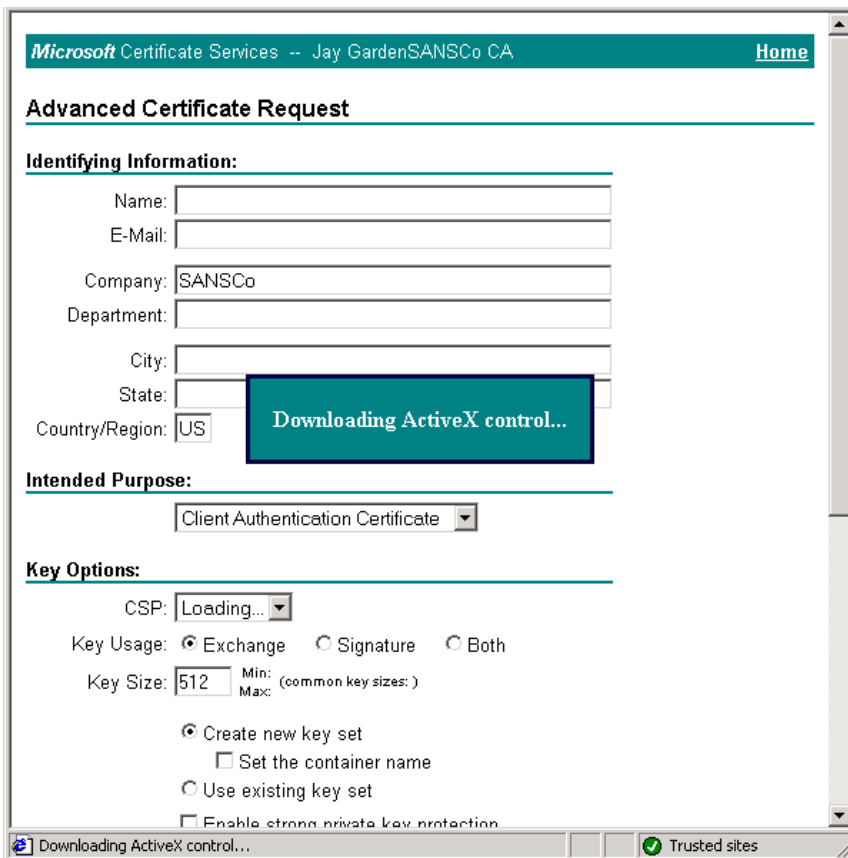 Microsoft Certificate Services -- Jay GardenSANSCo CA Home
Advanced Certificate Request
Identifying Information:
Name:
E-Mail:
Company: SANSCo
Department:
City:
State:
Downloading ActiveX control...
Country/Region: US
Intended Purpose:
Client Authentication Certificate
Key Options:
CSP: Loading...
Key Usage: Exchange Signature Both
Key Size: 512 Min: (common key sizes: )
Max:
Create new key set
Set the container name
Use existing key set
Enable strong private key protection
Downloading ActiveX control... Trusted sites